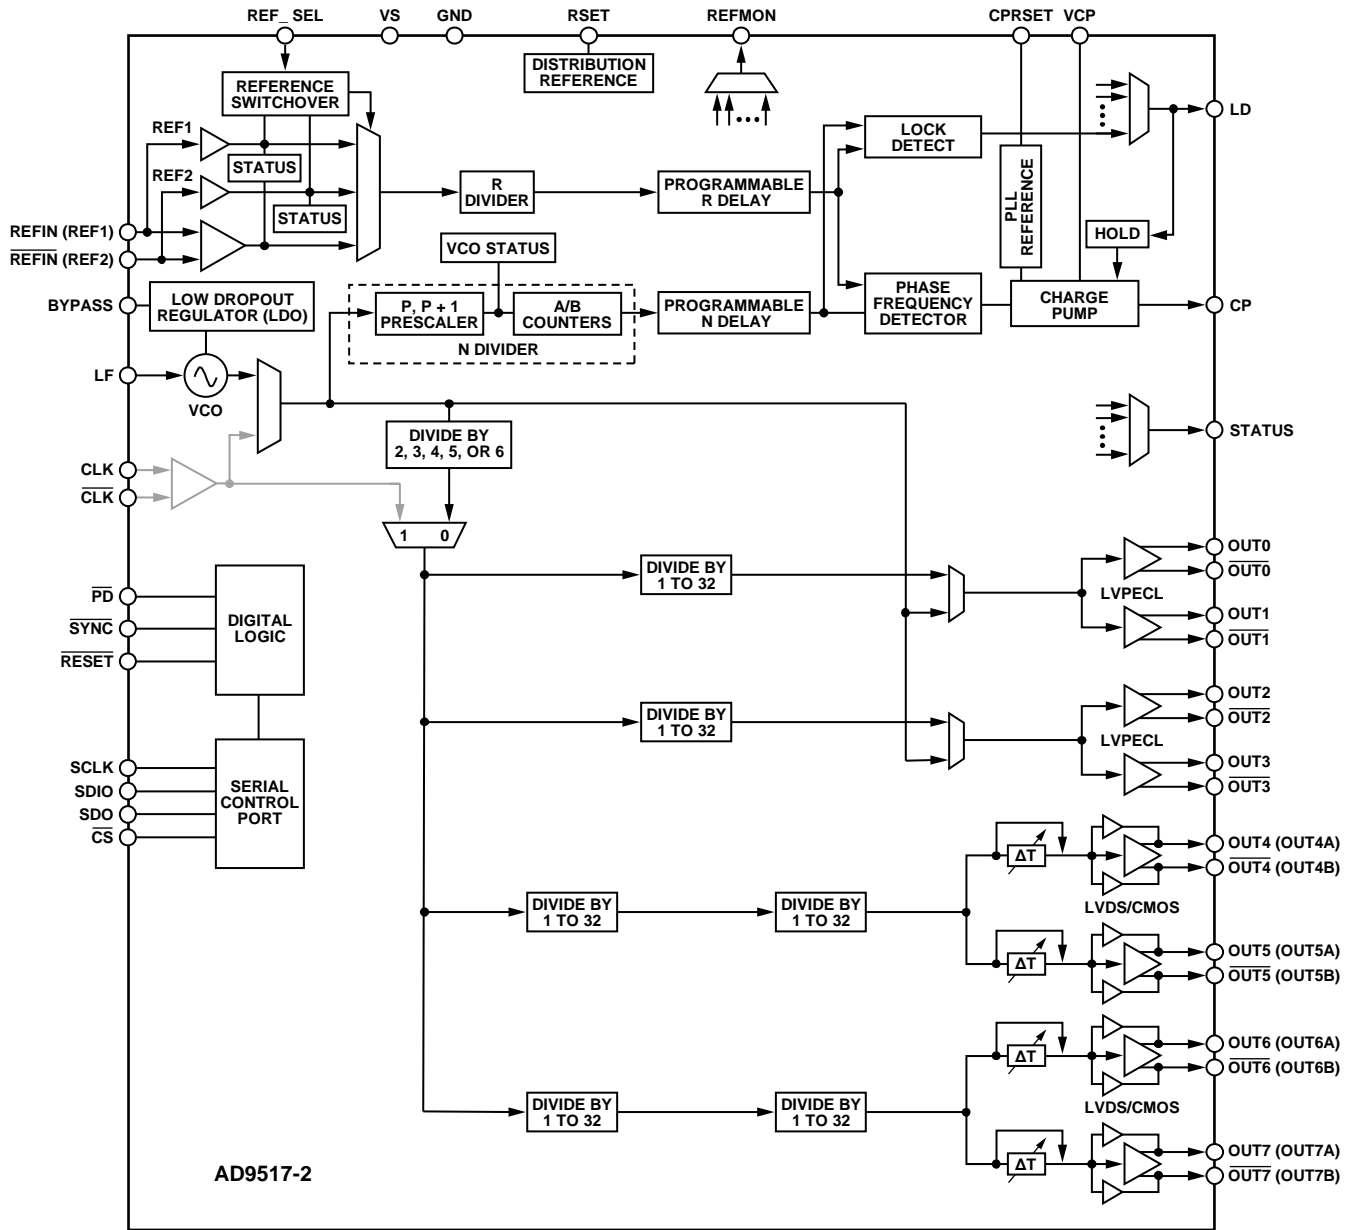 REF_ SEL
VS
GND
RSET
REFMON
CPRSET
VCP
DISTRIBUTION
REFERENCE
REFERENCE
SWITCHOVER
REF1
STATUS
REF2
STATUS
R
DIVIDER
PROGRAMMABLE
R DELAY
LOCK
DETECT
PLL
REFERENCE
LD
HOLD
REFIN (REF1)
REFIN (REF2)
BYPASS
LOW DROPOUT
REGULATOR (LDO)
VCO STATUS
P, P + 1
PRESCALER
A/B
COUNTERS
N DIVIDER
PROGRAMMABLE
N DELAY
PHASE
FREQUENCY
DETECTOR
CHARGE
PUMP
CP
LF
VCO
STATUS
DIVIDE BY
2, 3, 4, 5, OR 6
CLK
CLK
1 0
PD
SYNC
RESET
DIGITAL
LOGIC
DIVIDE BY
1 TO 32
LVPECL
OUT0
OUT0
OUT1
OUT1
DIVIDE BY
1 TO 32
LVPECL
OUT2
OUT2
OUT3
OUT3
SCLK
SDIO
SDO
CS
SERIAL
CONTROL
PORT
DIVIDE BY
1 TO 32
DIVIDE BY
1 TO 32
ΔT
OUT4 (OUT4A)
OUT4 (OUT4B)
LVDS/CMOS
ΔT
OUT5 (OUT5A)
OUT5 (OUT5B)
DIVIDE BY
1 TO 32
DIVIDE BY
1 TO 32
ΔT
OUT6 (OUT6A)
OUT6 (OUT6B)
LVDS/CMOS
ΔT
OUT7 (OUT7A)
OUT7 (OUT7B)
AD9517-2